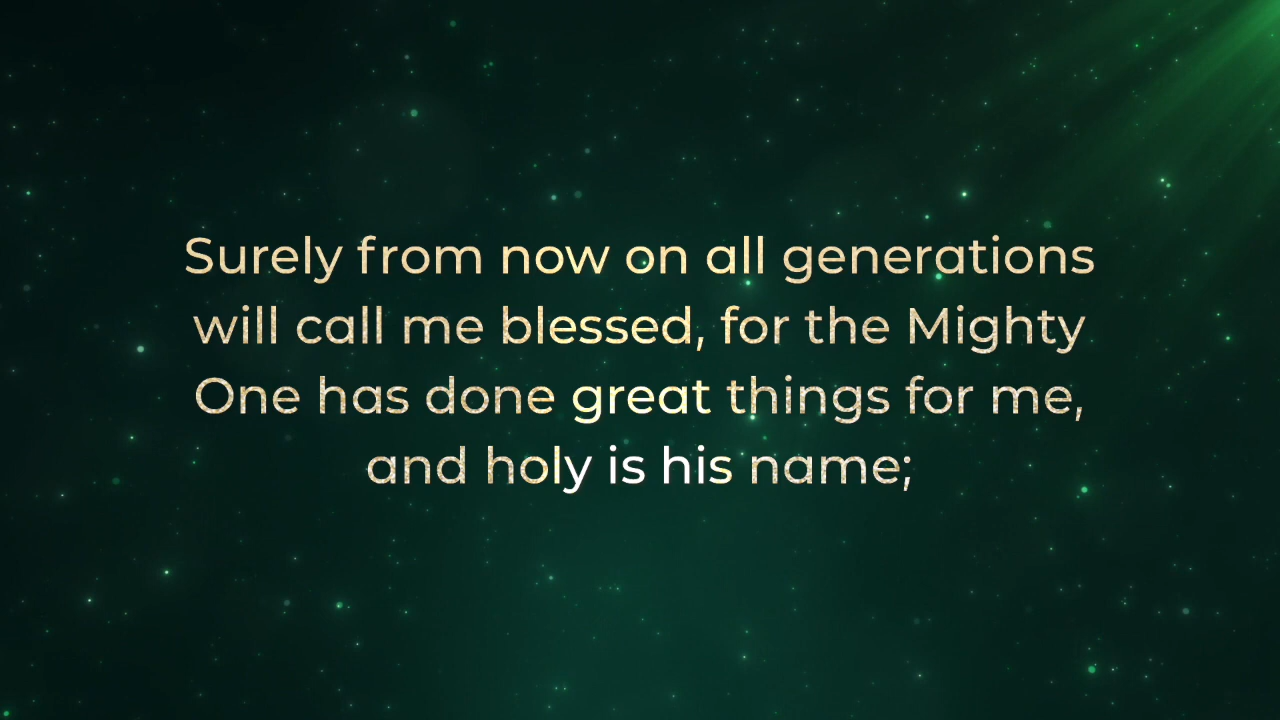 Surely from now on all generations
will call me blessed, for the Mighty
One has done great things for me,
and holy is his name;